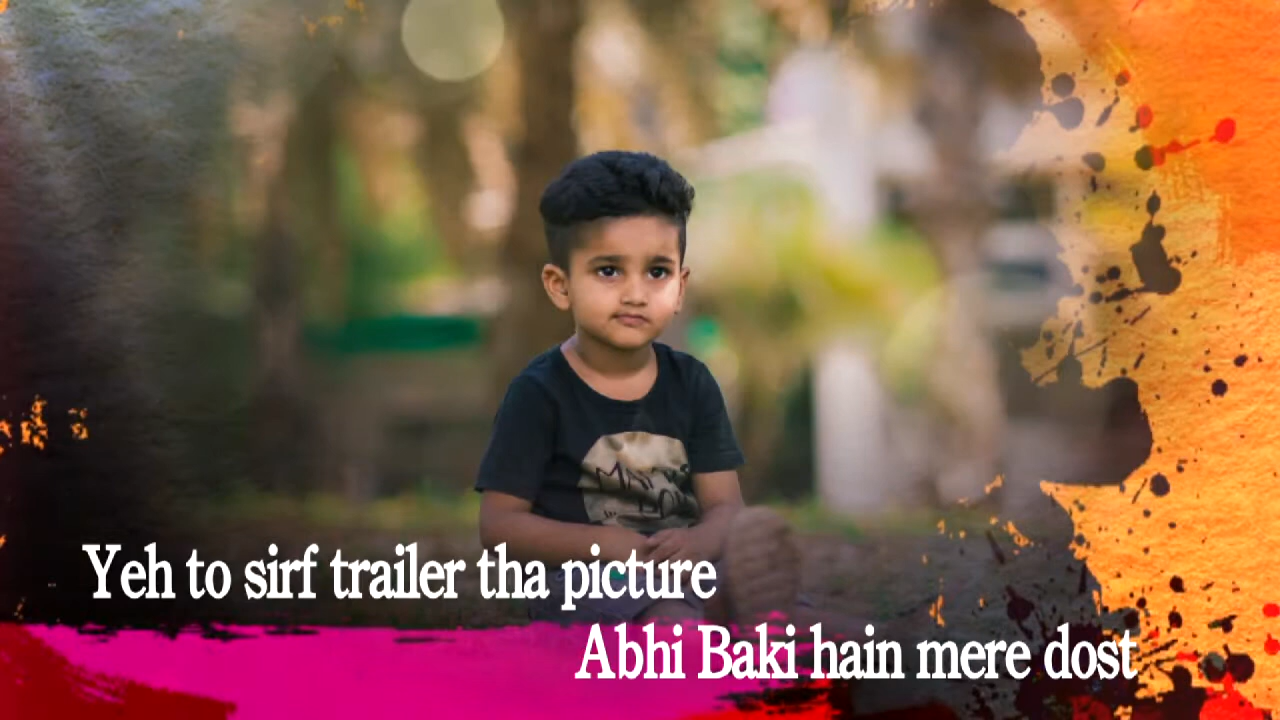 Yeh to sirf trailer tha picture
Abhi Baki hain mere dost